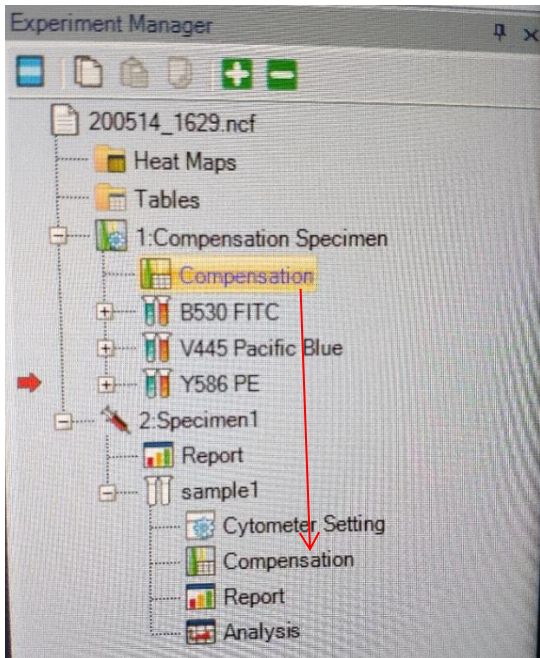 Experiment Manager
200514_1629.ncf
Heat Maps
Tables
1:Compensation Specimen
Compensation
B530 FITC
V445 Pacific Blue
Y586 PE
2:Specimen1
Report
sample1
Cytometer Setting
Compensation
Report
Analysis